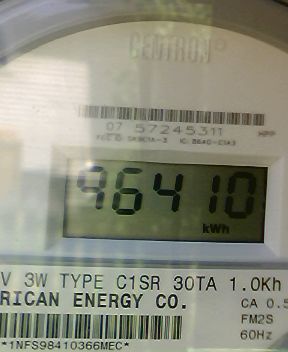 CENTRON®
07 57245311
HPP
96410
kWh
V 3W TYPE C1SR 30TA 1.0Kh
RICAN ENERGY CO.
CA 0.5
FM2S
60Hz
*1NFS98410366MEC*